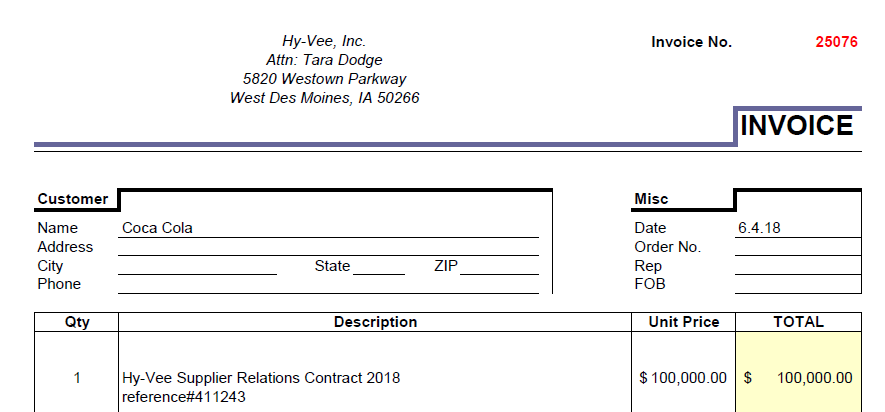 Hy-Vee, Inc.
Attn: Tara Dodge
5820 Westown Parkway
West Des Moines, IA 50266
Invoice No. 25076
INVOICE
Customer
Name Coca Cola
Address
City State ZIP
Phone
Misc
Date 6.4.18
Order No.
Rep
FOB
Qty Description Unit Price TOTAL
1 Hy-Vee Supplier Relations Contract 2018 $ 100,000.00 $ 100,000.00
reference#411243